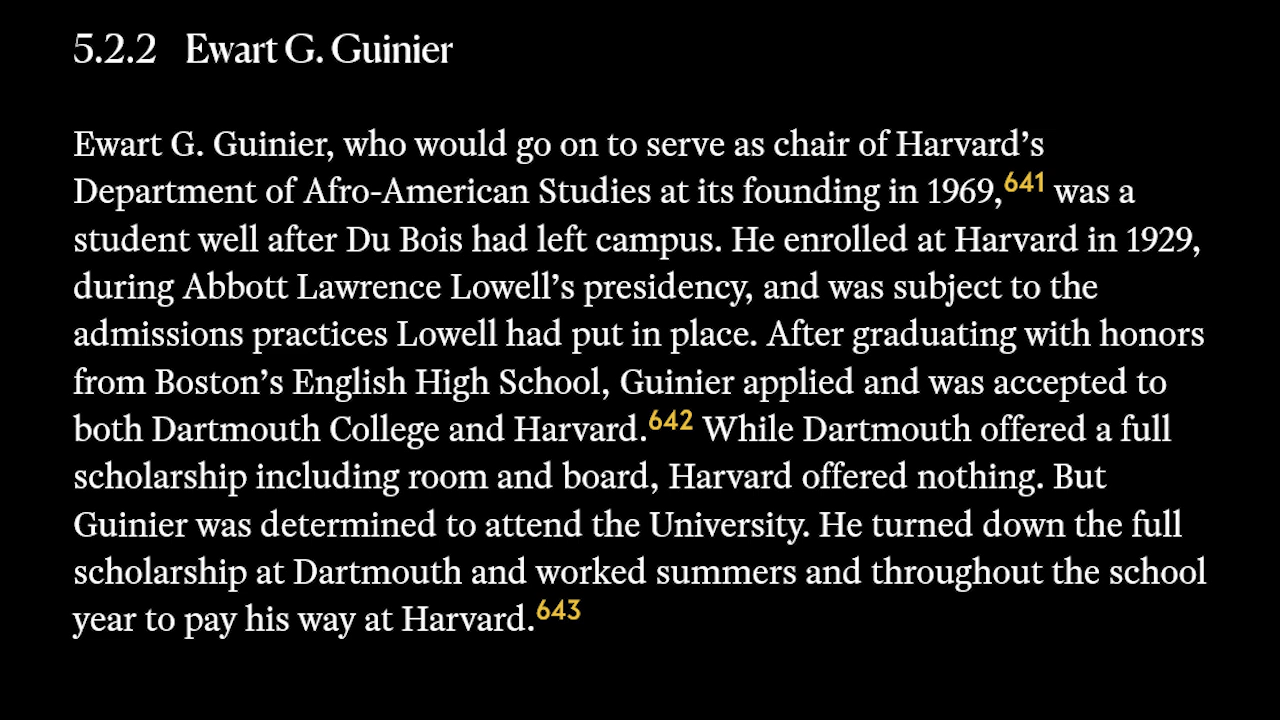 5.2.2 Ewart G. Guinier
Ewart G. Guinier, who would go on to serve as chair of Harvard’s
Department of Afro-American Studies at its founding in 1969,641 was a
student well after Du Bois had left campus. He enrolled at Harvard in 1929,
during Abbott Lawrence Lowell’s presidency, and was subject to the
admissions practices Lowell had put in place. After graduating with honors
from Boston’s English High School, Guinier applied and was accepted to
both Dartmouth College and Harvard.642 While Dartmouth offered a full
scholarship including room and board, Harvard offered nothing. But
Guinier was determined to attend the University. He turned down the full
scholarship at Dartmouth and worked summers and throughout the school
year to pay his way at Harvard.643